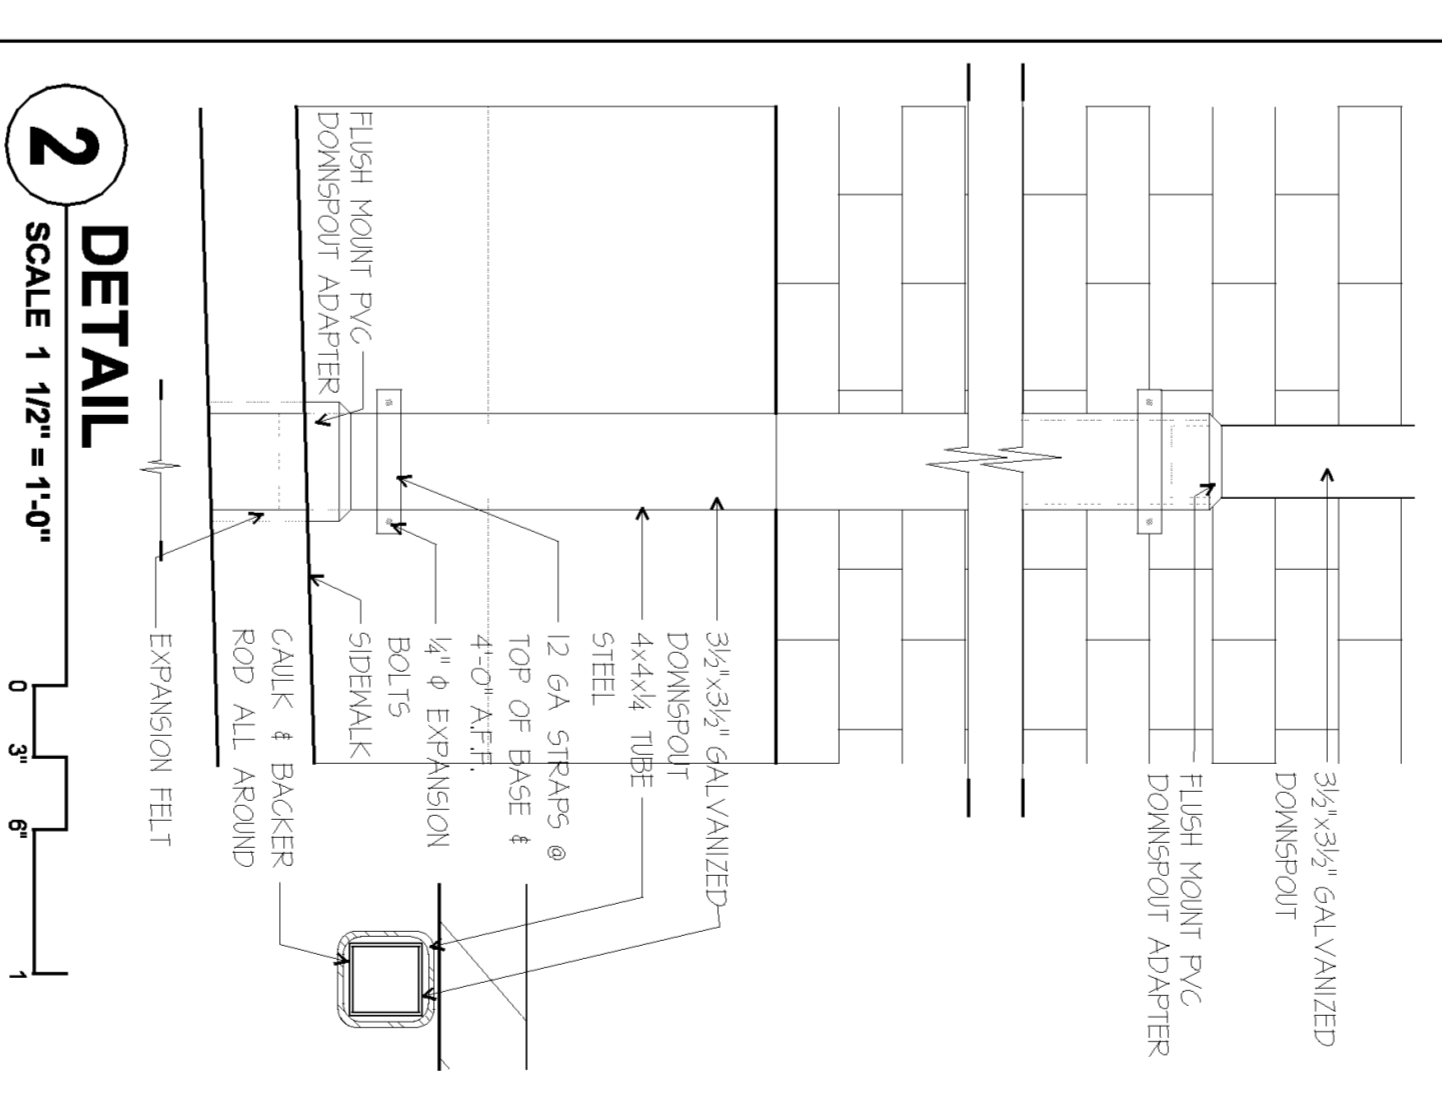 3½"x3½" GALVANIZED
DOWNSPOUT
FLUSH MOUNT PVC
DOWNSPOUT ADAPTER
3½"x3½" GALVANIZED
DOWNSPOUT
4x4x¼ TUBE
STEEL
12 GA STRAPS @
TOP OF BASE &
4'-0" A.F.F.
¼" Φ EXPANSION
BOLTS
FLUSH MOUNT PVC
DOWNSPOUT ADAPTER
SIDEWALK
CAULK & BACKER
ROD ALL AROUND
EXPANSION FELT
2
DETAIL
SCALE 1 1/2" = 1'-0"
0 3" 6" 1